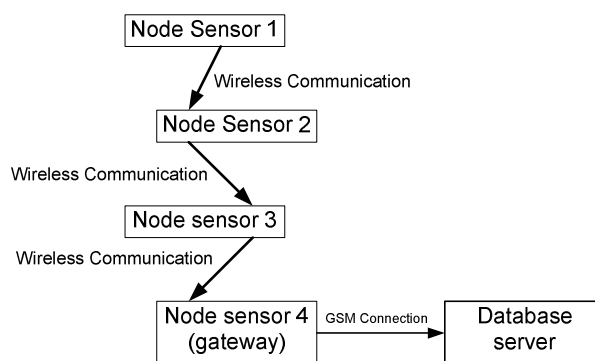 Node Sensor 1
Wireless Communication
Node Sensor 2
Wireless Communication
Node sensor 3
Wireless Communication
Node sensor 4
(gateway)
GSM Connection
Database
server